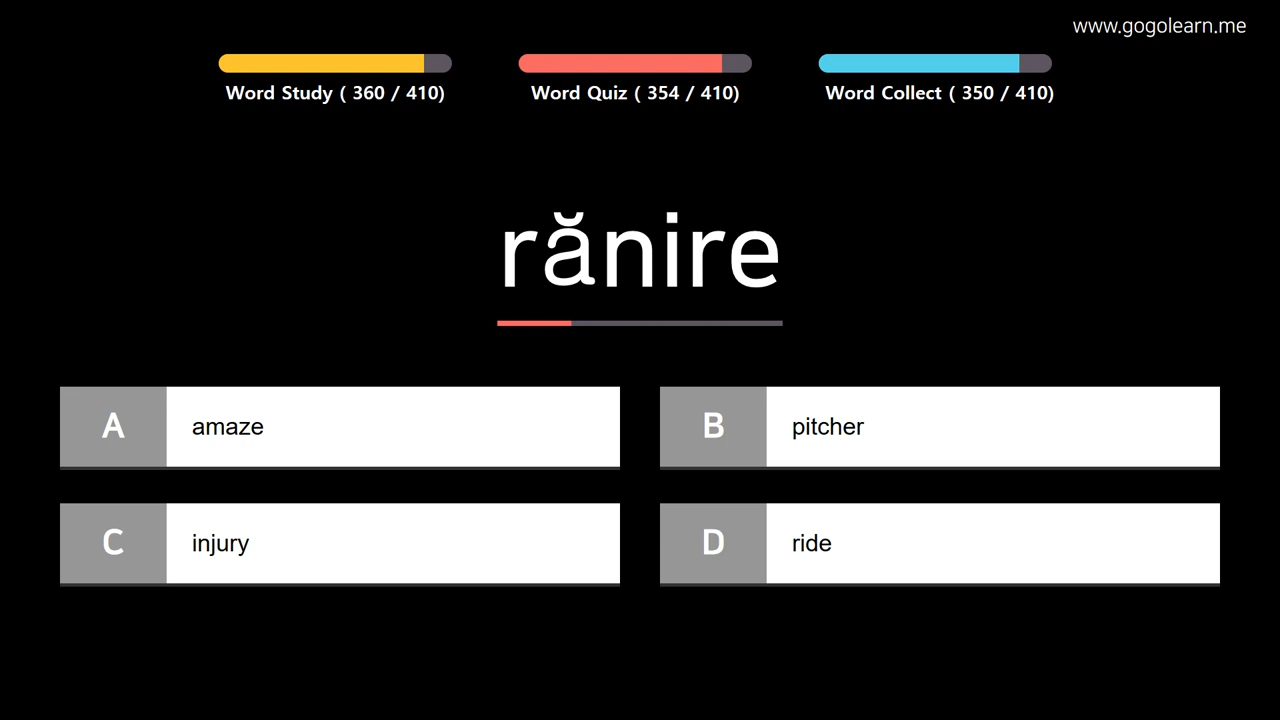 www.gogolearn.me
Word Study ( 360 / 410)
Word Quiz ( 354 / 410)
Word Collect ( 350 / 410)
rănire
A amaze
B pitcher
C injury
D ride